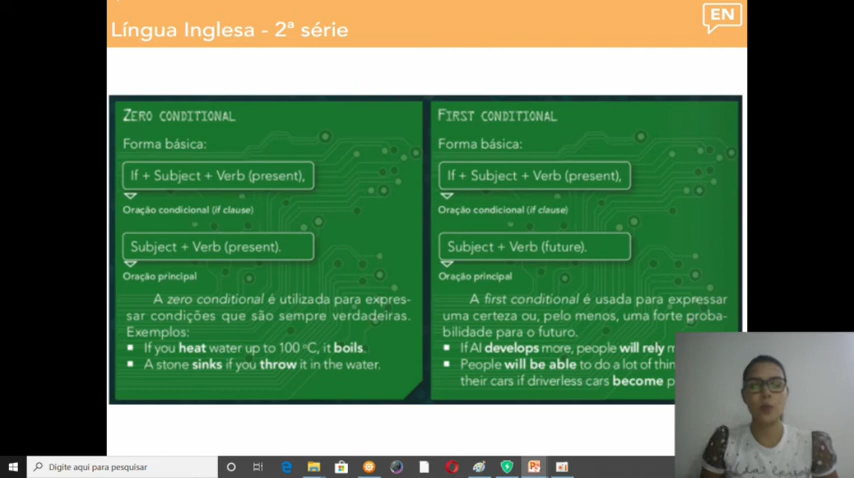 EN
Língua Inglesa - 2ª série
ZERO CONDITIONAL
Forma básica:
If + Subject + Verb (present),
Oração condicional (if clause)
Subject + Verb (present).
Oração principal
A zero conditional é utilizada para expres-
sar condições que são sempre verdadeiras.
Exemplos:
▪ If you heat water up to 100 ºC, it boils.
▪ A stone sinks if you throw it in the water.
FIRST CONDITIONAL
Forma básica:
If + Subject + Verb (present),
Oração condicional (if clause)
Subject + Verb (future).
Oração principal
A first conditional é usada para expressar
uma certeza ou, pelo menos, uma forte proba-
bilidade para o futuro.
▪ If AI develops more, people will rely
▪ People will be able to do a lot of
their cars if driverless cars become
Digite aqui para pesquisar